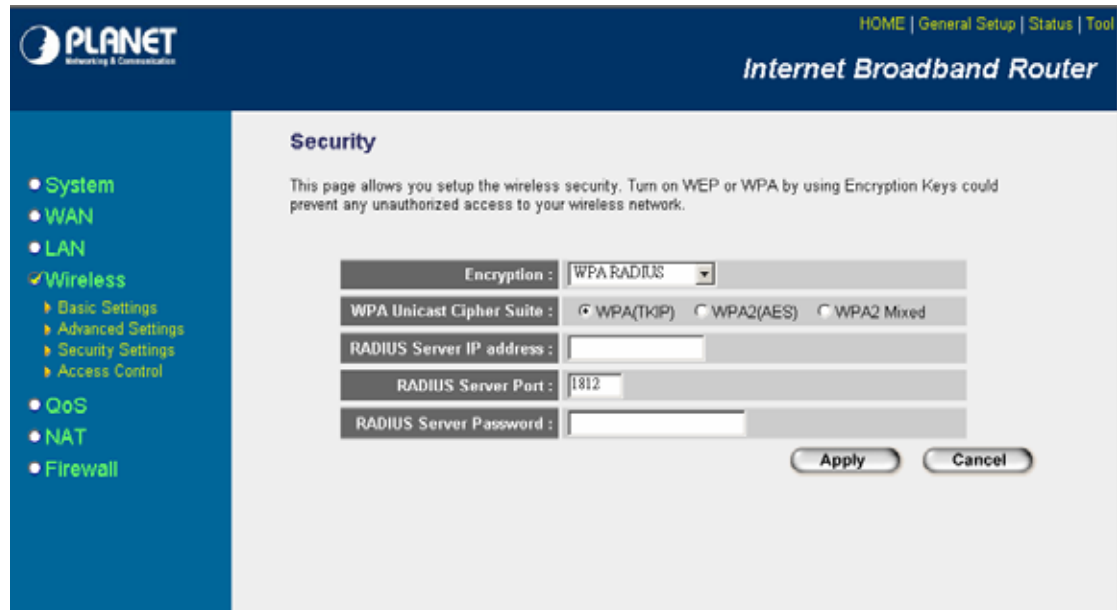 PLANET
Networking & Communication
HOME | General Setup | Status | Tool
Internet Broadband Router
System
WAN
LAN
Wireless
Basic Settings
Advanced Settings
Security Settings
Access Control
QoS
NAT
Firewall
Security
This page allows you setup the wireless security. Turn on WEP or WPA by using Encryption Keys could
prevent any unauthorized access to your wireless network.
Encryption : WPA RADIUS
WPA Unicast Cipher Suite : WPA(TKIP) WPA2(AES) WPA2 Mixed
RADIUS Server IP address :
RADIUS Server Port : 1812
RADIUS Server Password :
Apply Cancel